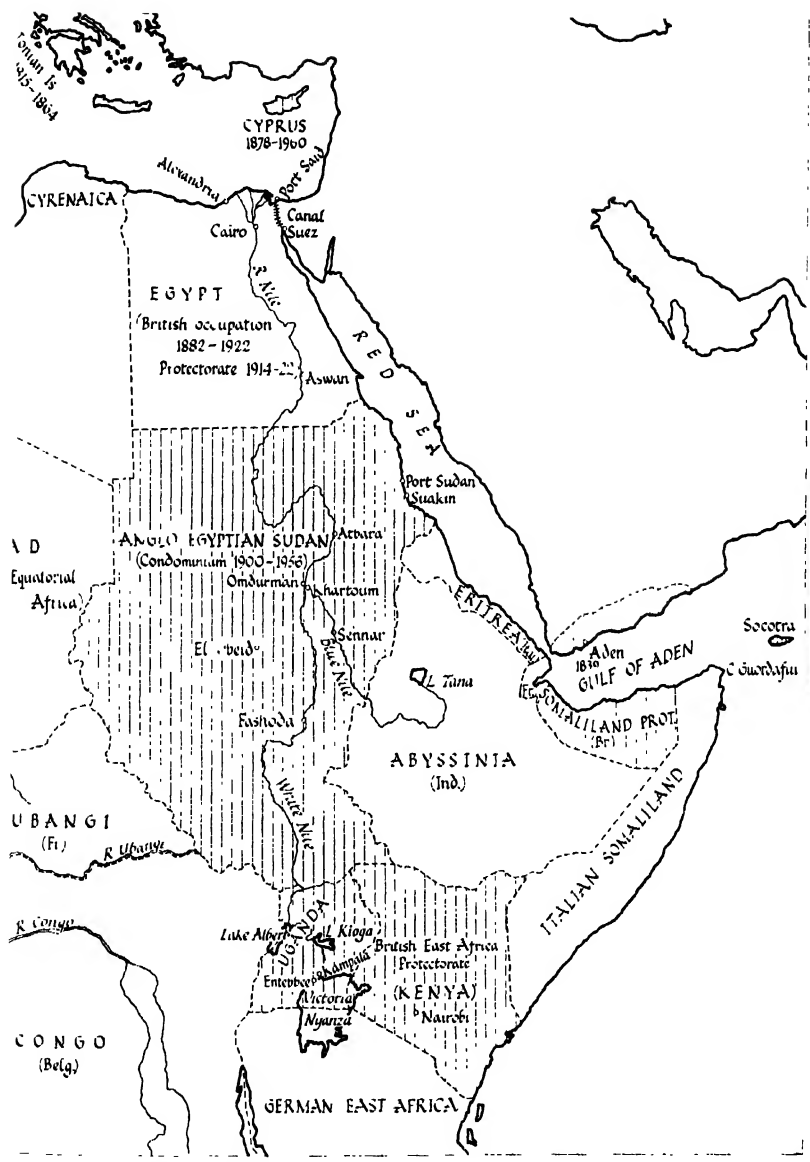 onian Is
1815-1864
CYPRUS
1878-1960
Alexandria
Port Said
CYRENAICA
Cairo
Canal
Suez
R Nile
EGYPT
(British occupation
1882-1922
Protectorate 1914-22)
Aswan
RED SEA
Port Sudan
Suakin
AD
Equatorial
Africa)
ANGLO EGYPTIAN SUDAN
(Condominium 1900-1956)
Atbara
Omdurman
Khartoum
ERITREA
Sennar
Blue Nile
L Tana
Aden
GULF OF ADEN
Socotra
C Guardafui
Fashoda
SOMALILAND PROT.
(Br)
ABYSSINIA
(Ind.)
White Nile
UBANGI
(Fr)
R Ubangi
ITALIAN SOMALILAND
R Congo
UGANDA
Lake Albert
L Kioga
British East Africa
Protectorate
Entebbe
Kampala
(KENYA)
Victoria
Nyanza
Nairobi
CONGO
(Belg.)
GERMAN EAST AFRICA